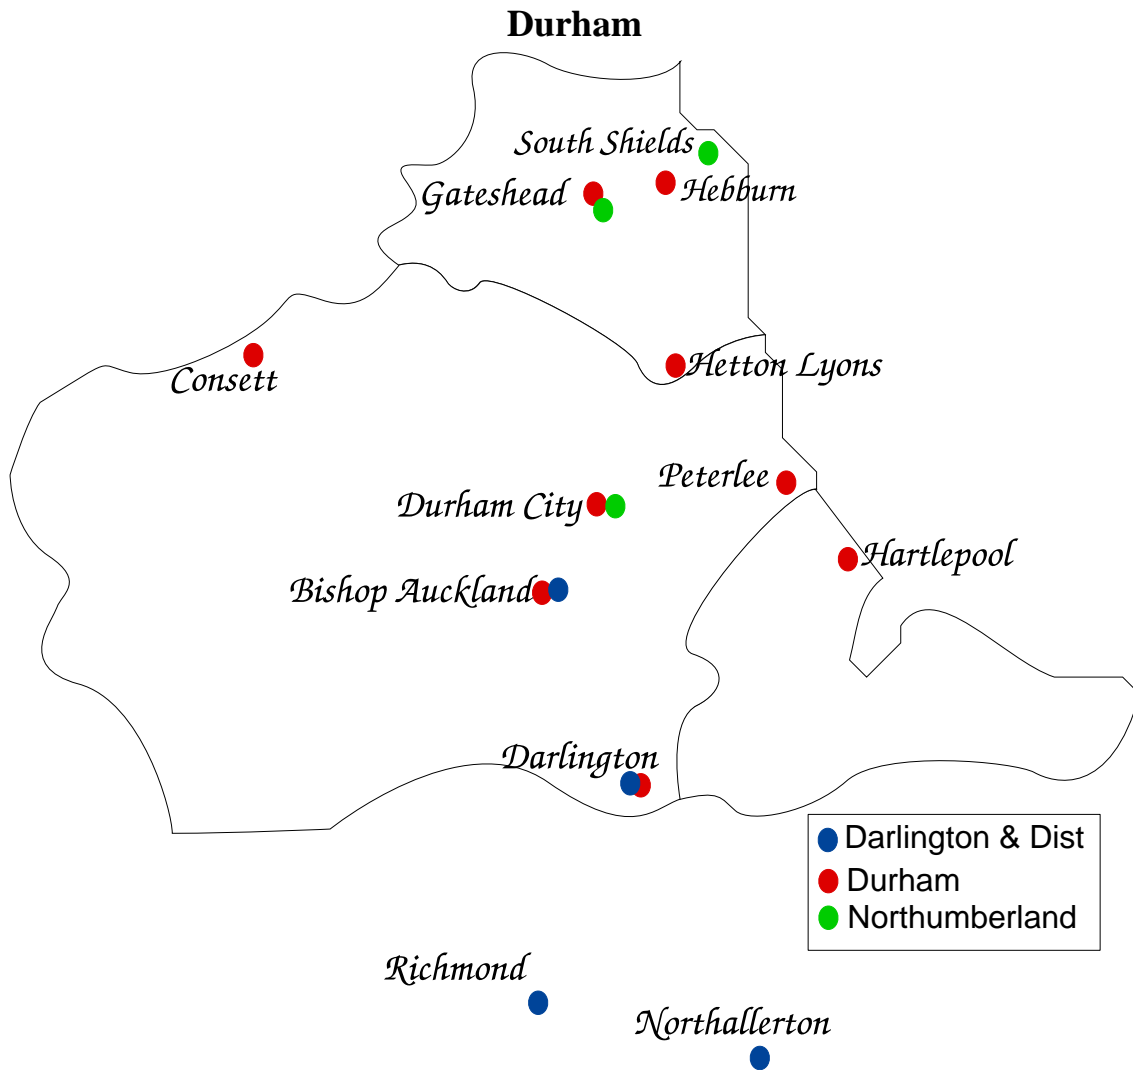 Durham
South Shields
Gateshead
Hebburn
Hetton Lyons
Consett
Peterlee
Durham City
Hartlepool
Bishop Auckland
Darlington
Darlington & Dist
Durham
Northumberland
Richmond
Northallerton